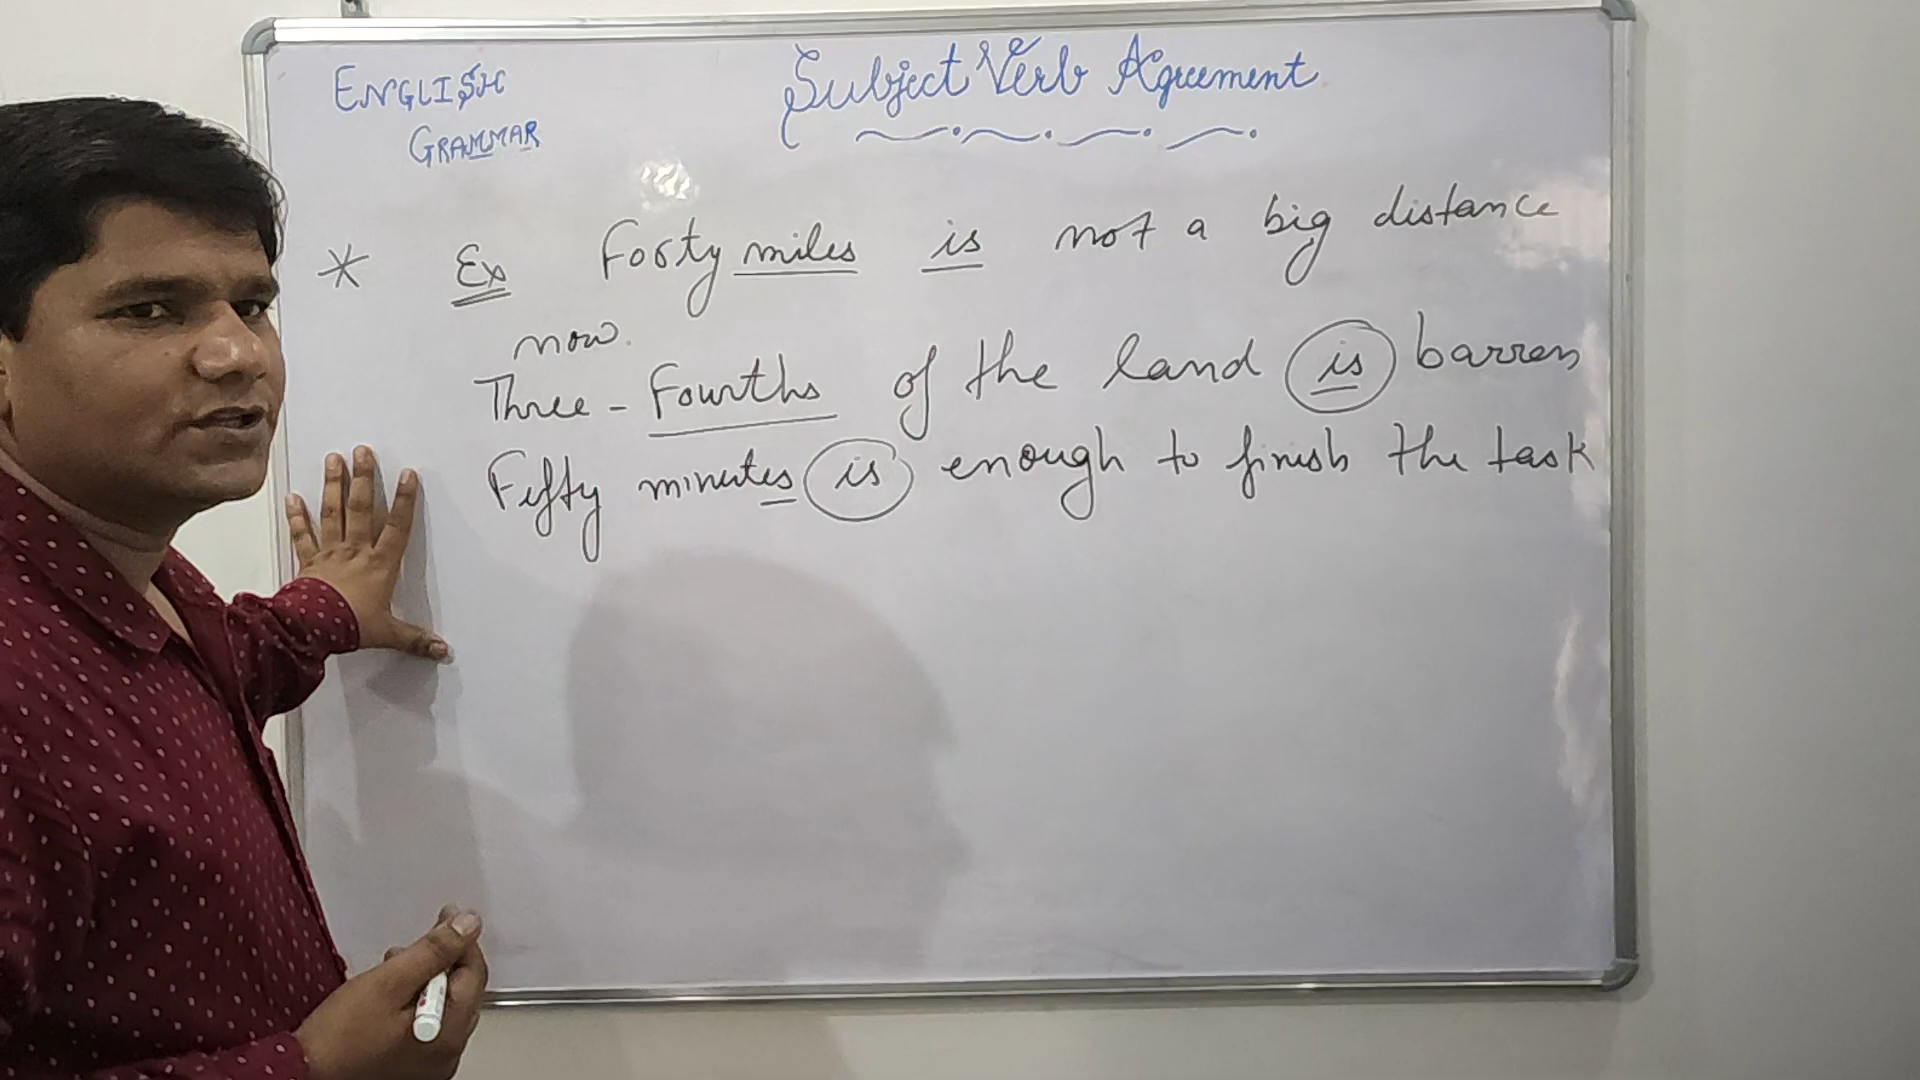 ENGLISH
GRAMMAR
Subject Verb Agreement
* Ex Forty miles is not a big distance
now.
Three - Fourths of the land is barren
Fifty minutes is enough to finish the task